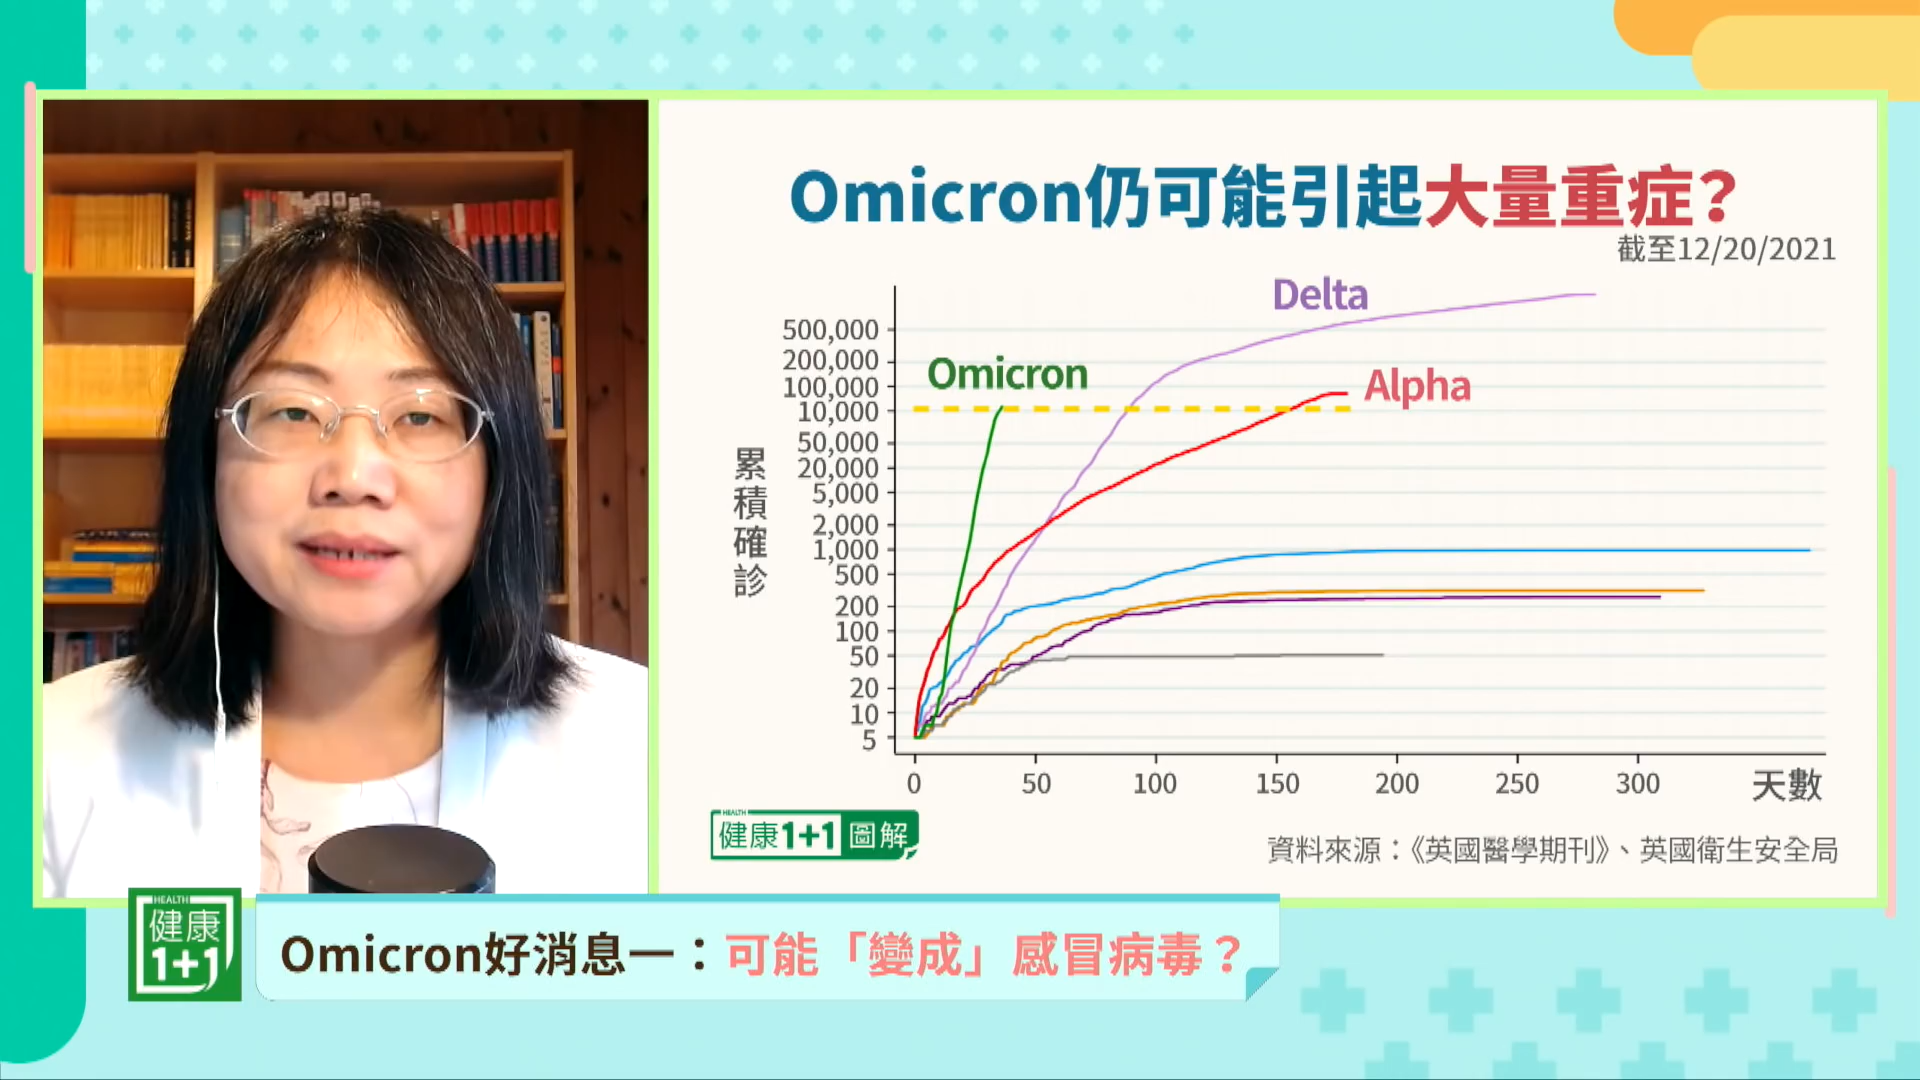 Omicron仍可能引起大量重症？
截至12/20/2021
Delta
Omicron
Alpha
500,000
200,000
100,000
10,000
50,000
20,000
5,000
2,000
1,000
500
200
100
50
20
10
5
累積確診
0 50 100 150 200 250 300 天數
HEALTH
健康1+1 圖解
資料來源：《英國醫學期刊》、英國衛生安全局
HEALTH
健康
1+1
Omicron好消息一：可能「變成」感冒病毒？